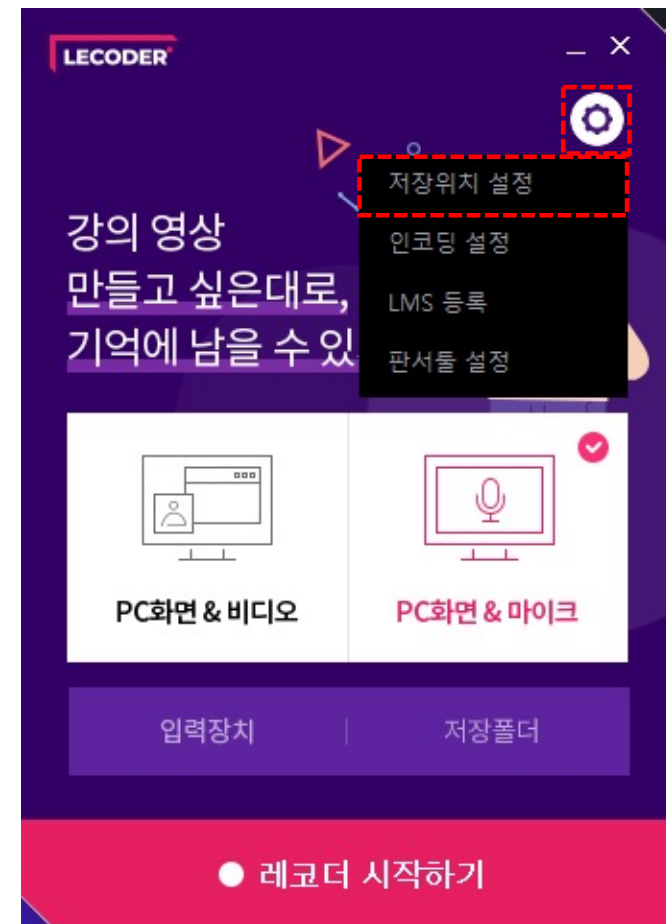 LECODER
저장위치 설정
강의 영상
인코딩 설정
만들고 싶은대로,
LMS 등록
기억에 남을 수 있
판서툴 설정
PC화면 & 비디오
PC화면 & 마이크
입력장치
저장폴더
레코더 시작하기